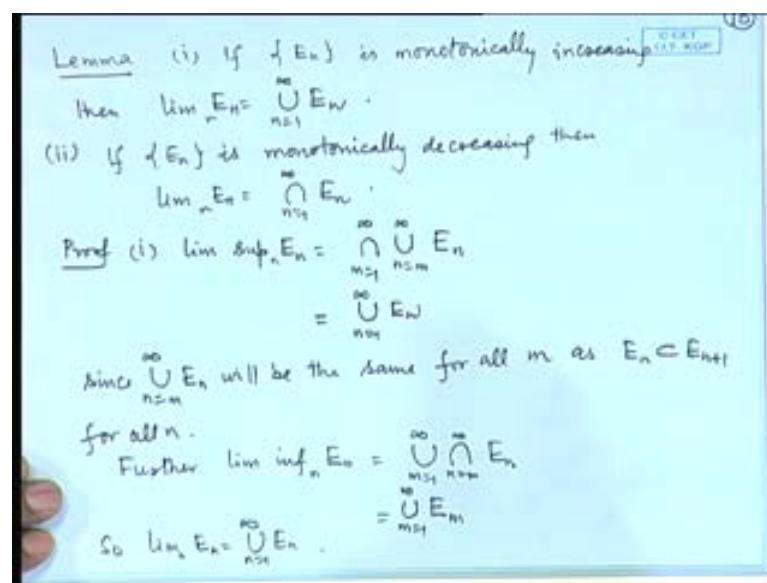 10
C CET
I.I.T. KGP
Lemma (i) If {En} is monotonically increasing
then lim_n En = ∞∪n=1 En .
(ii) If {En} is monotonically decreasing then
lim_n En = ∞∩n=1 En .
Proof (i) lim sup_n En = ∞∩m=1 ∞∪n=m En
= ∞∪n=1 En
since ∞∪n=m En will be the same for all m as En ⊂ En+1
for all n .
Further lim inf_n En = ∞∪m=1 ∞∩n=m En
= ∞∪m=1 Em
So lim_n En = ∞∪n=1 En .